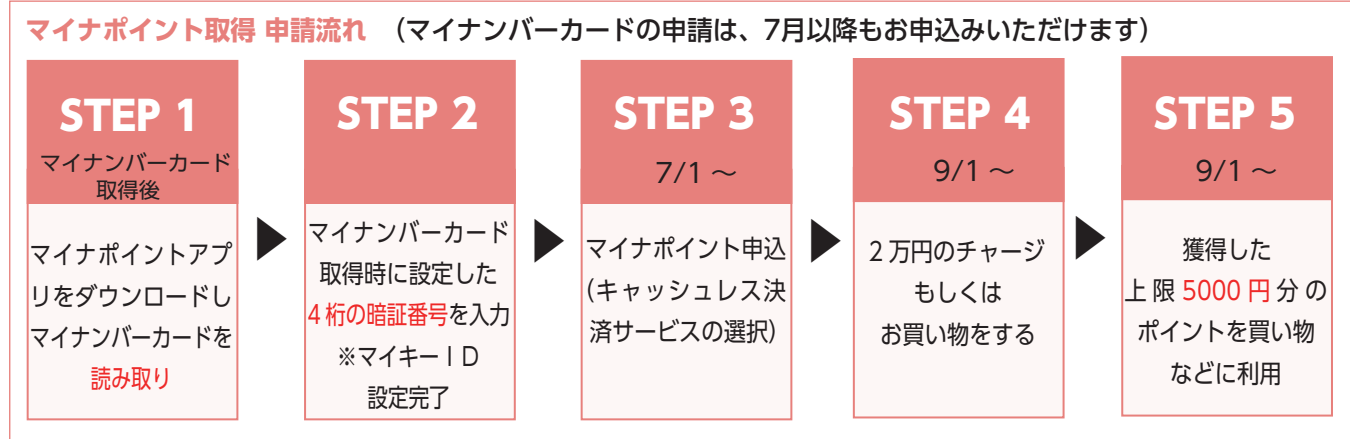 マイナポイント取得 申請流れ (マイナンバーカードの申請は、7月以降もお申込みいただけます)
STEP 1
マイナンバーカード
取得後
マイナポイントアプ
リをダウンロードし
マイナンバーカードを
読み取り
STEP 2
マイナンバーカード
取得時に設定した
4桁の暗証番号を入力
※マイキーID
設定完了
STEP 3
7/1 〜
マイナポイント申込
(キャッシュレス決
済サービスの選択)
STEP 4
9/1 〜
2万円のチャージ
もしくは
お買い物をする
STEP 5
9/1 〜
獲得した
上限 5000 円分の
ポイントを買い物
などに利用